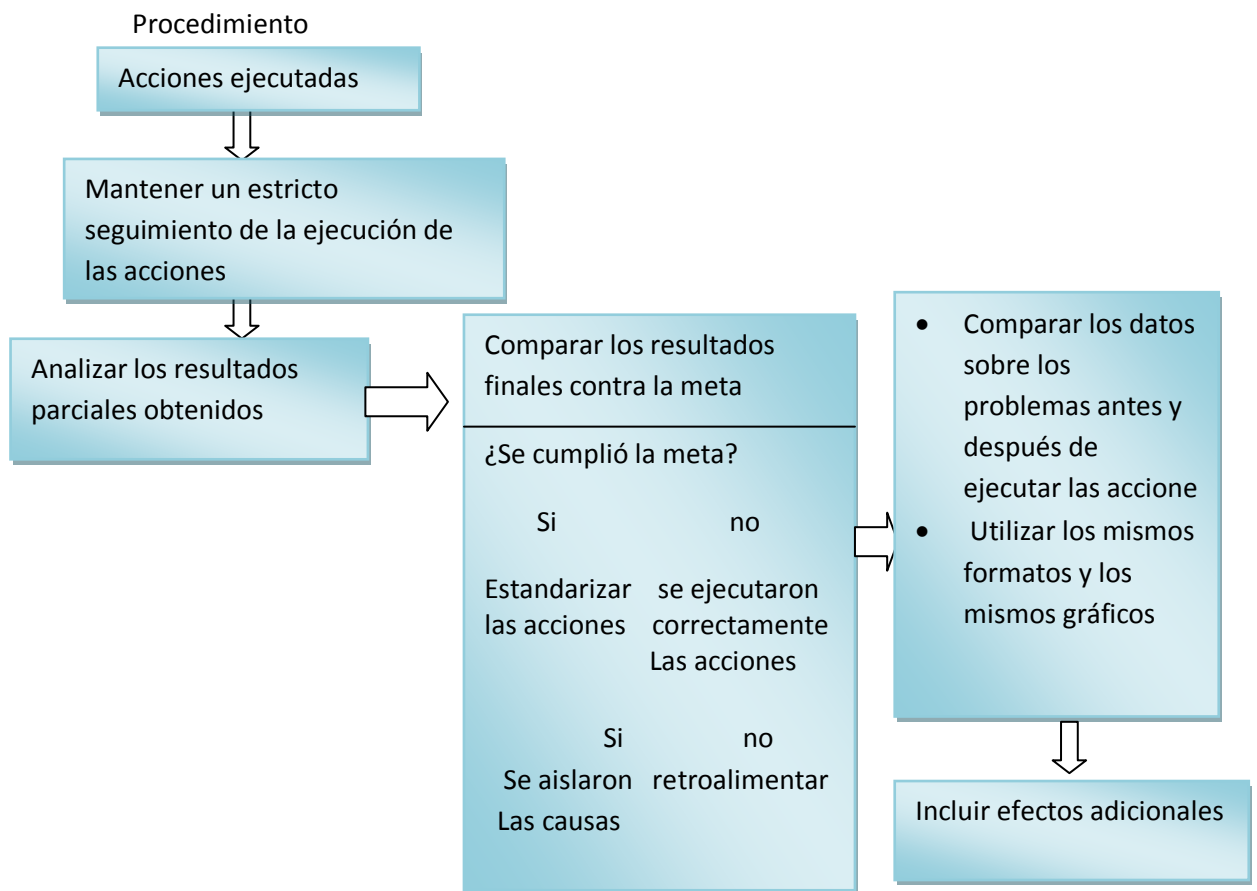 Procedimiento
Acciones ejecutadas
Mantener un estricto
seguimiento de la ejecución de
las acciones
Analizar los resultados
parciales obtenidos
Comparar los resultados
finales contra la meta
¿Se cumplió la meta?
Si no
Estandarizar se ejecutaron
las acciones correctamente
Las acciones
Si no
Se aislaron retroalimentar
Las causas
• Comparar los datos
sobre los
problemas antes y
después de
ejecutar las accione
• Utilizar los mismos
formatos y los
mismos gráficos
Incluir efectos adicionales